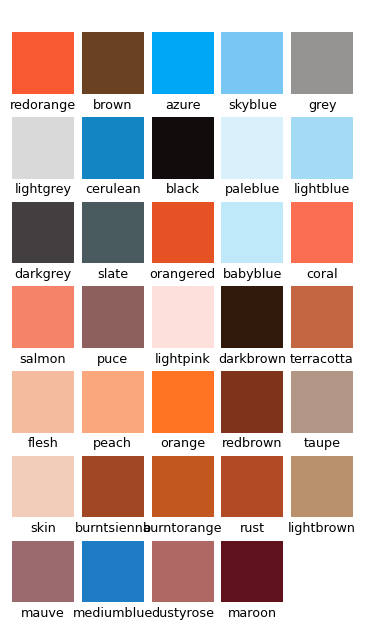 redorange brown azure skyblue grey
lightgrey cerulean black paleblue lightblue
darkgrey slate orangered babyblue coral
salmon puce lightpink darkbrown terracotta
flesh peach orange redbrown taupe
skin burntsienna burntorange rust lightbrown
mauve mediumblue dustyrose maroon